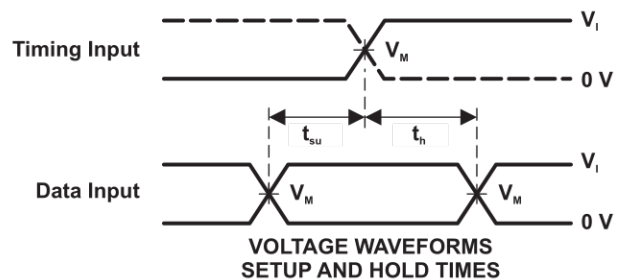 Timing Input
V_I
V_M
0 V
t_su
t_h
Data Input
V_I
V_M
V_M
0 V
VOLTAGE WAVEFORMS
SETUP AND HOLD TIMES